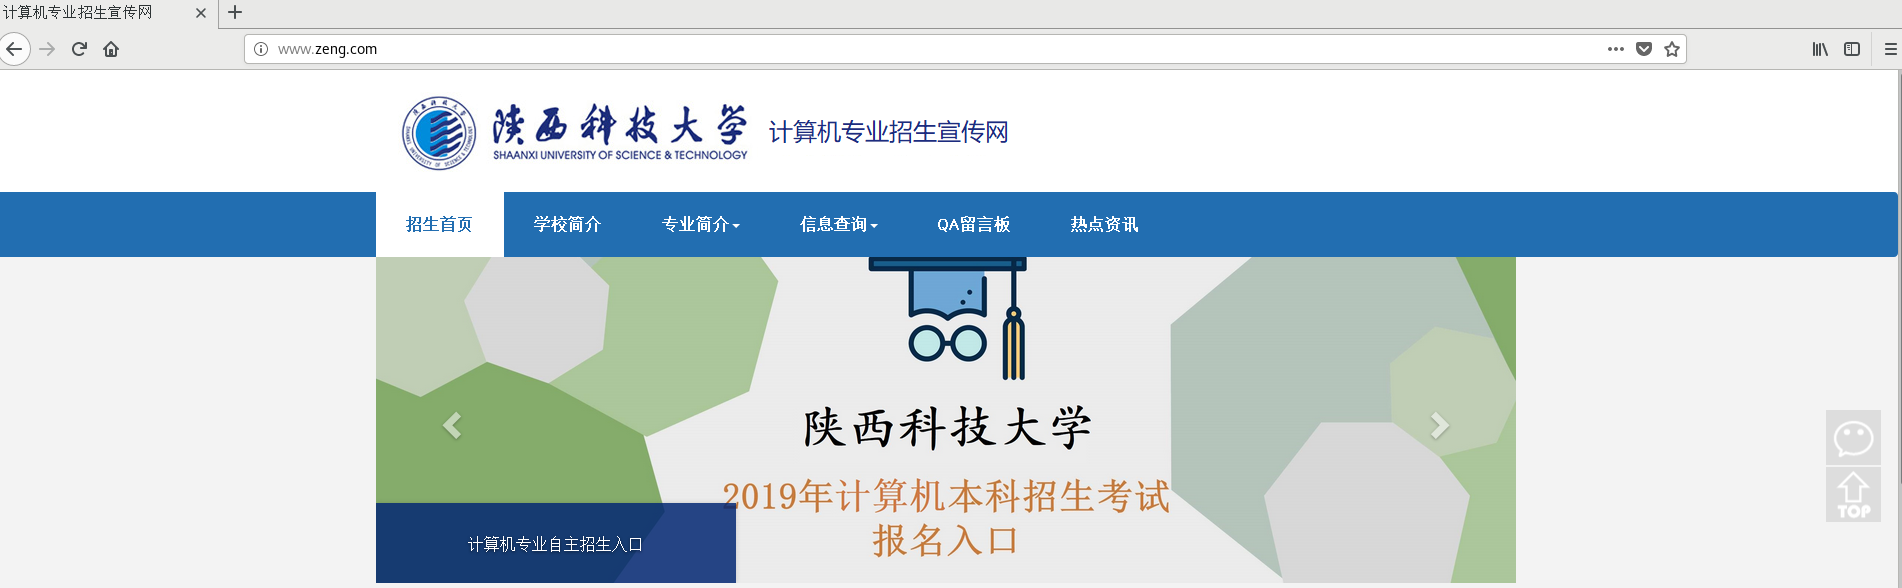 计算机专业招生宣传网
www.zeng.com
陕西科技大学
SHAANXI UNIVERSITY OF SCIENCE & TECHNOLOGY
计算机专业招生宣传网
招生首页
学校简介
专业简介
信息查询
QA留言板
热点资讯
陕西科技大学
2019年计算机本科招生考试
报名入口
计算机专业自主招生入口
TOP